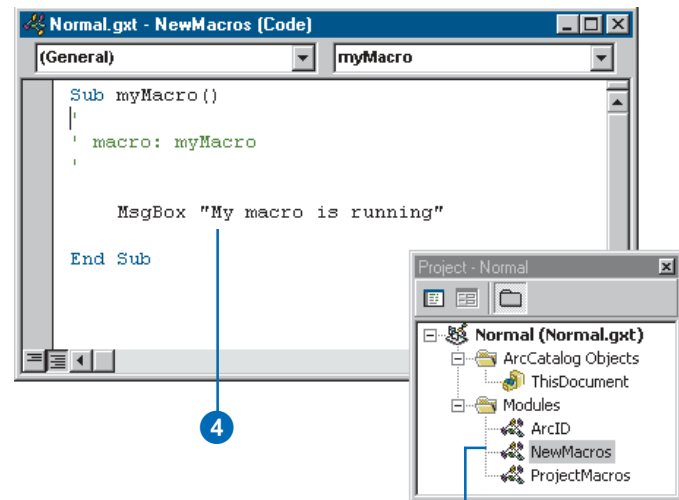 Normal.gxt - NewMacros (Code)
(General) myMacro
Sub myMacro()
'
' macro: myMacro
'
MsgBox "My macro is running"
End Sub
4
Project - Normal
Normal (Normal.gxt)
ArcCatalog Objects
ThisDocument
Modules
ArcID
NewMacros
ProjectMacros